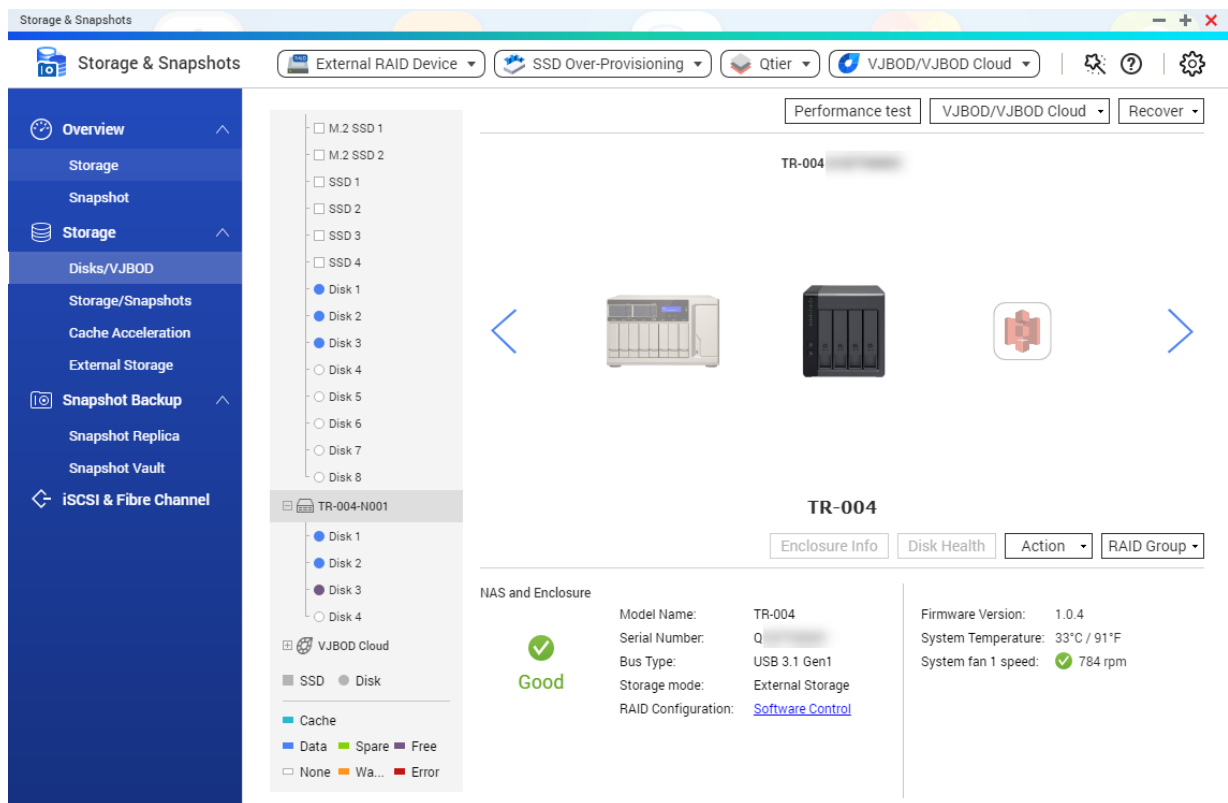 Storage & Snapshots
Storage & Snapshots
External RAID Device
SSD Over-Provisioning
Qtier
VJBOD/VJBOD Cloud
Overview
Storage
Snapshot
Storage
Disks/VJBOD
Storage/Snapshots
Cache Acceleration
External Storage
Snapshot Backup
Snapshot Replica
Snapshot Vault
iSCSI & Fibre Channel
M.2 SSD 1
M.2 SSD 2
SSD 1
SSD 2
SSD 3
SSD 4
Disk 1
Disk 2
Disk 3
Disk 4
Disk 5
Disk 6
Disk 7
Disk 8
TR-004-N001
Disk 1
Disk 2
Disk 3
Disk 4
VJBOD Cloud
SSD Disk
Cache
Data Spare Free
None Wa... Error
Performance test VJBOD/VJBOD Cloud Recover
TR-004
TR-004
Enclosure Info Disk Health Action RAID Group
NAS and Enclosure
Good
Model Name: TR-004
Serial Number: Q
Bus Type: USB 3.1 Gen1
Storage mode: External Storage
RAID Configuration: Software Control
Firmware Version: 1.0.4
System Temperature: 33°C / 91°F
System fan 1 speed: 784 rpm